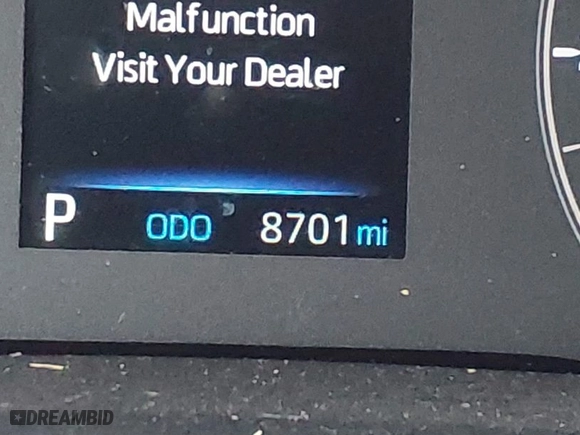 Malfunction
Visit Your Dealer
P ODO 8701 mi
DREAMBID